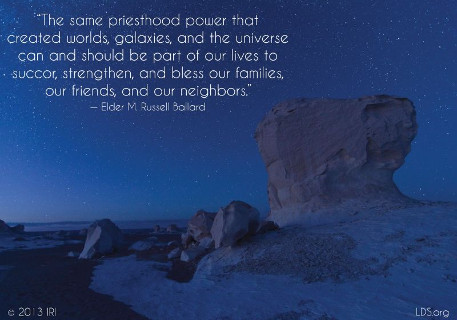 “The same priesthood power that
created worlds, galaxies, and the universe
can and should be part of our lives to
succor, strengthen, and bless our families,
our friends, and our neighbors.”
— Elder M. Russell Ballard
© 2013 IRI
LDS.org